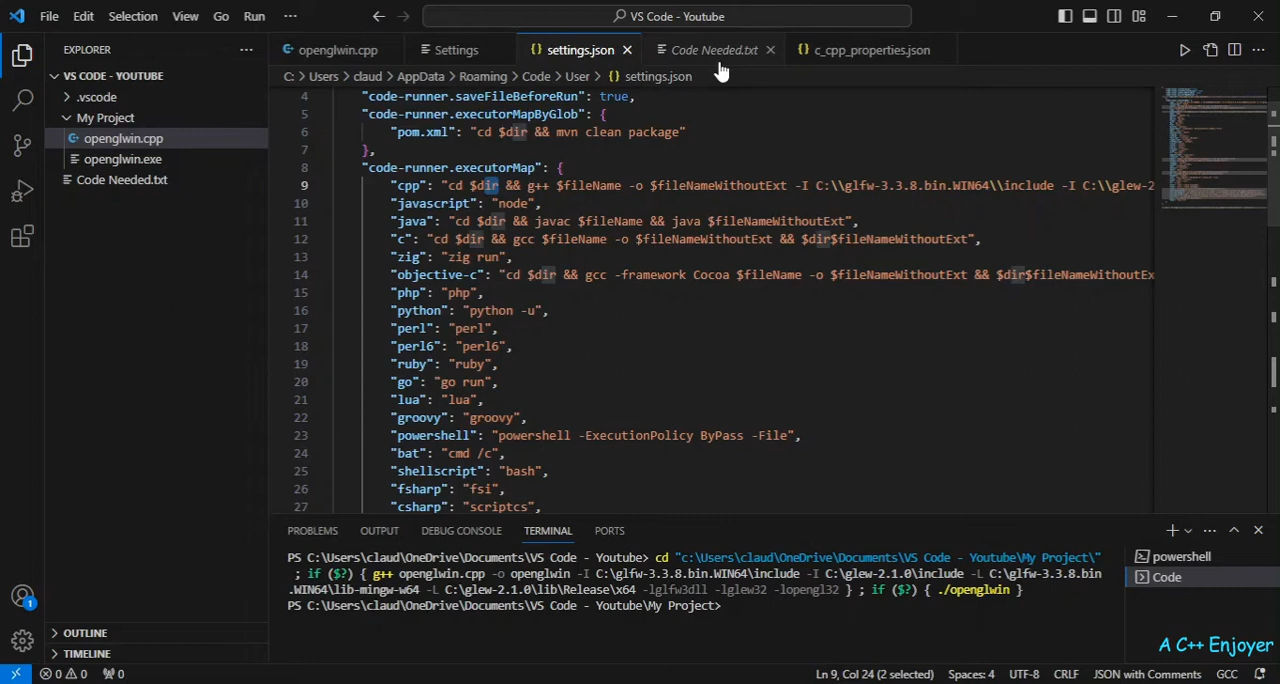 File Edit Selection View Go Run ··· VS Code - Youtube
EXPLORER ···
openglwin.cpp Settings settings.json Code Needed.txt c_cpp_properties.json
VS CODE - YOUTUBE
.vscode
My Project
openglwin.cpp
openglwin.exe
Code Needed.txt
OUTLINE
TIMELINE
C: > Users > claud > AppData > Roaming > Code > User > {} settings.json
4 "code-runner.saveFileBeforeRun": true,
5 "code-runner.executorMapByGlob": {
6 "pom.xml": "cd $dir && mvn clean package"
7 },
8 "code-runner.executorMap": {
9 "cpp": "cd $dir && g++ $fileName -o $fileNameWithoutExt -I C:\\glfw-3.3.8.bin.WIN64\\include -I C:\\glew-2
10 "javascript": "node",
11 "java": "cd $dir && javac $fileName && java $fileNameWithoutExt",
12 "c": "cd $dir && gcc $fileName -o $fileNameWithoutExt && $dir$fileNameWithoutExt",
13 "zig": "zig run",
14 "objective-c": "cd $dir && gcc -framework Cocoa $fileName -o $fileNameWithoutExt && $dir$fileNameWithoutEx
15 "php": "php",
16 "python": "python -u",
17 "perl": "perl",
18 "perl6": "perl6",
19 "ruby": "ruby",
20 "go": "go run",
21 "lua": "lua",
22 "groovy": "groovy",
23 "powershell": "powershell -ExecutionPolicy ByPass -File",
24 "bat": "cmd /c",
25 "shellscript": "bash",
26 "fsharp": "fsi",
27 "csharp": "scriptcs",
PROBLEMS OUTPUT DEBUG CONSOLE TERMINAL PORTS
PS C:\Users\claud\OneDrive\Documents\VS Code - Youtube> cd "c:\Users\claud\OneDrive\Documents\VS Code - Youtube\My Project\"
; if ($?) { g++ openglwin.cpp -o openglwin -I C:\glfw-3.3.8.bin.WIN64\include -I C:\glew-2.1.0\include -L C:\glfw-3.3.8.bin
.WIN64\lib-mingw-w64 -L C:\glew-2.1.0\lib\Release\x64 -lglfw3dll -lglew32 -lopengl32 } ; if ($?) { ./openglwin }
PS C:\Users\claud\OneDrive\Documents\VS Code - Youtube\My Project>
powershell
Code
A C++ Enjoyer
1
0 0 0 Ln 9, Col 24 (2 selected) Spaces: 4 UTF-8 CRLF {} JSON with Comments GCC